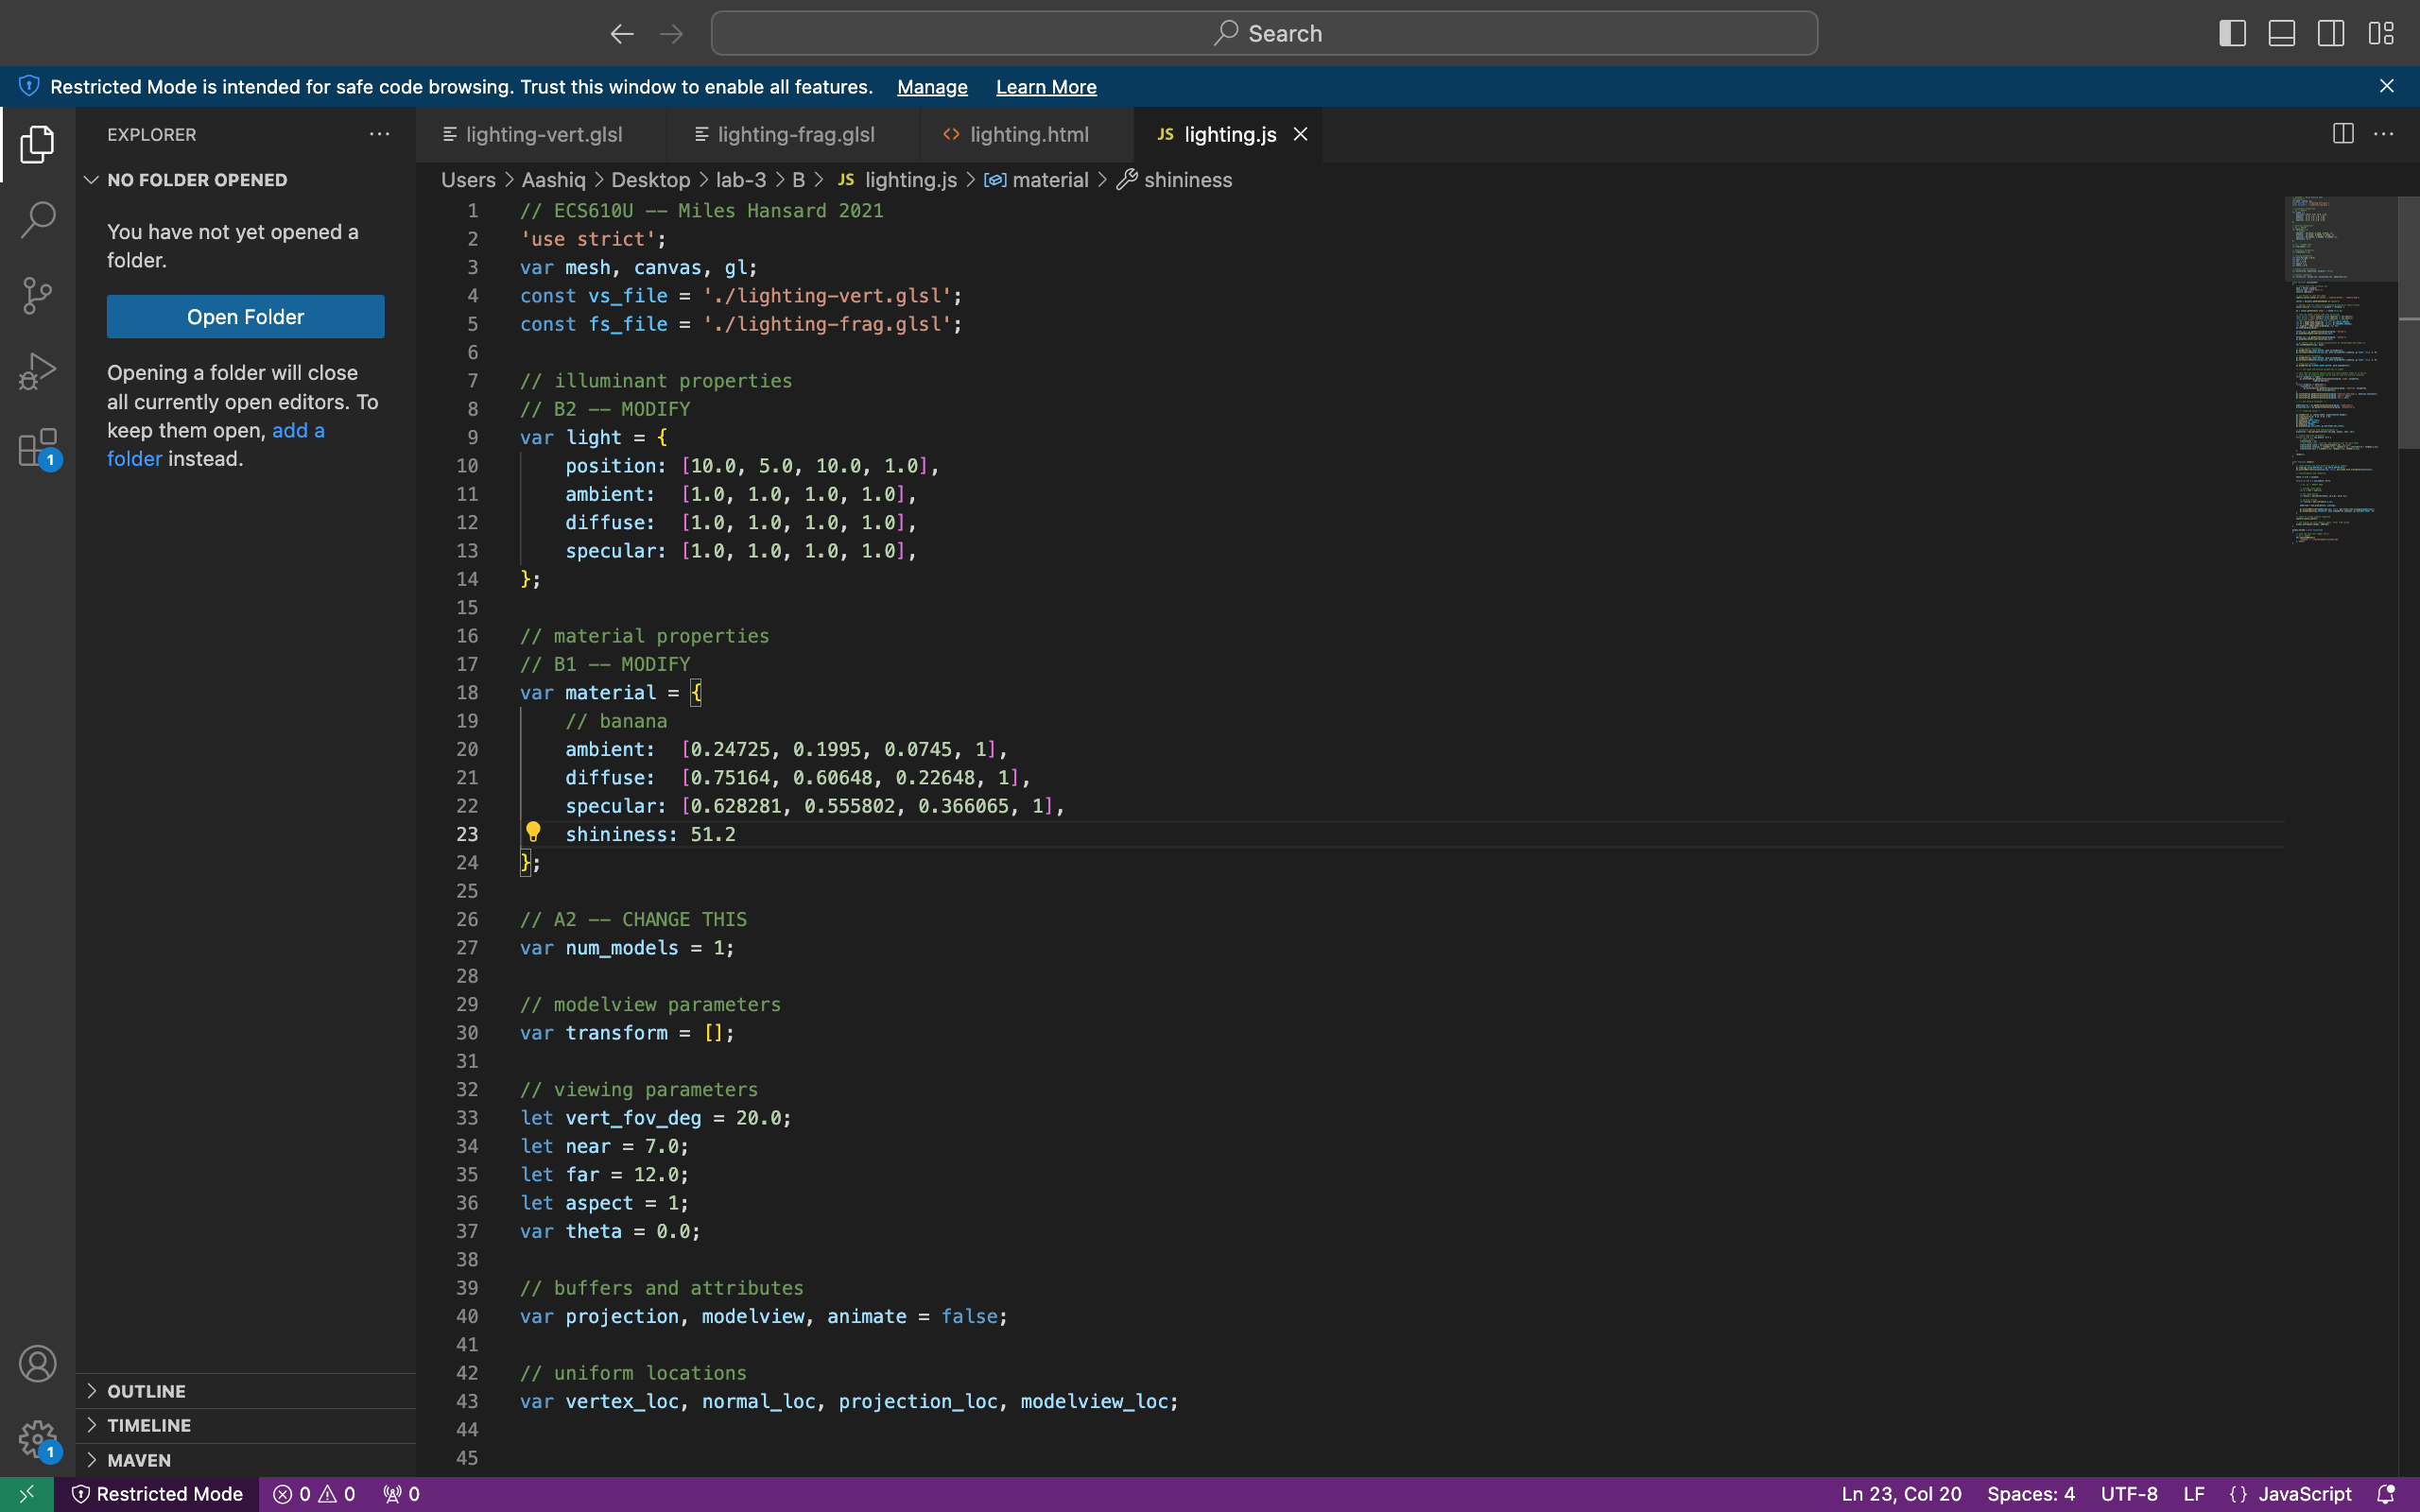 Search
Restricted Mode is intended for safe code browsing. Trust this window to enable all features. Manage Learn More
EXPLORER
lighting-vert.glsl lighting-frag.glsl lighting.html JS lighting.js
NO FOLDER OPENED
You have not yet opened a
folder.
Open Folder
Opening a folder will close
all currently open editors. To
keep them open, add a
folder instead.
1
OUTLINE
TIMELINE
1
MAVEN
Users > Aashiq > Desktop > lab-3 > B > JS lighting.js > material > shininess
1 // ECS610U -- Miles Hansard 2021
2 'use strict';
3 var mesh, canvas, gl;
4 const vs_file = './lighting-vert.glsl';
5 const fs_file = './lighting-frag.glsl';
6
7 // illuminant properties
8 // B2 -- MODIFY
9 var light = {
10 position: [10.0, 5.0, 10.0, 1.0],
11 ambient: [1.0, 1.0, 1.0, 1.0],
12 diffuse: [1.0, 1.0, 1.0, 1.0],
13 specular: [1.0, 1.0, 1.0, 1.0],
14 };
15
16 // material properties
17 // B1 -- MODIFY
18 var material = {
19 // banana
20 ambient: [0.24725, 0.1995, 0.0745, 1],
21 diffuse: [0.75164, 0.60648, 0.22648, 1],
22 specular: [0.628281, 0.555802, 0.366065, 1],
23 shininess: 51.2
24 };
25
26 // A2 -- CHANGE THIS
27 var num_models = 1;
28
29 // modelview parameters
30 var transform = [];
31
32 // viewing parameters
33 let vert_fov_deg = 20.0;
34 let near = 7.0;
35 let far = 12.0;
36 let aspect = 1;
37 var theta = 0.0;
38
39 // buffers and attributes
40 var projection, modelview, animate = false;
41
42 // uniform locations
43 var vertex_loc, normal_loc, projection_loc, modelview_loc;
44
45
Restricted Mode 0 0 0 Ln 23, Col 20 Spaces: 4 UTF-8 LF {} JavaScript